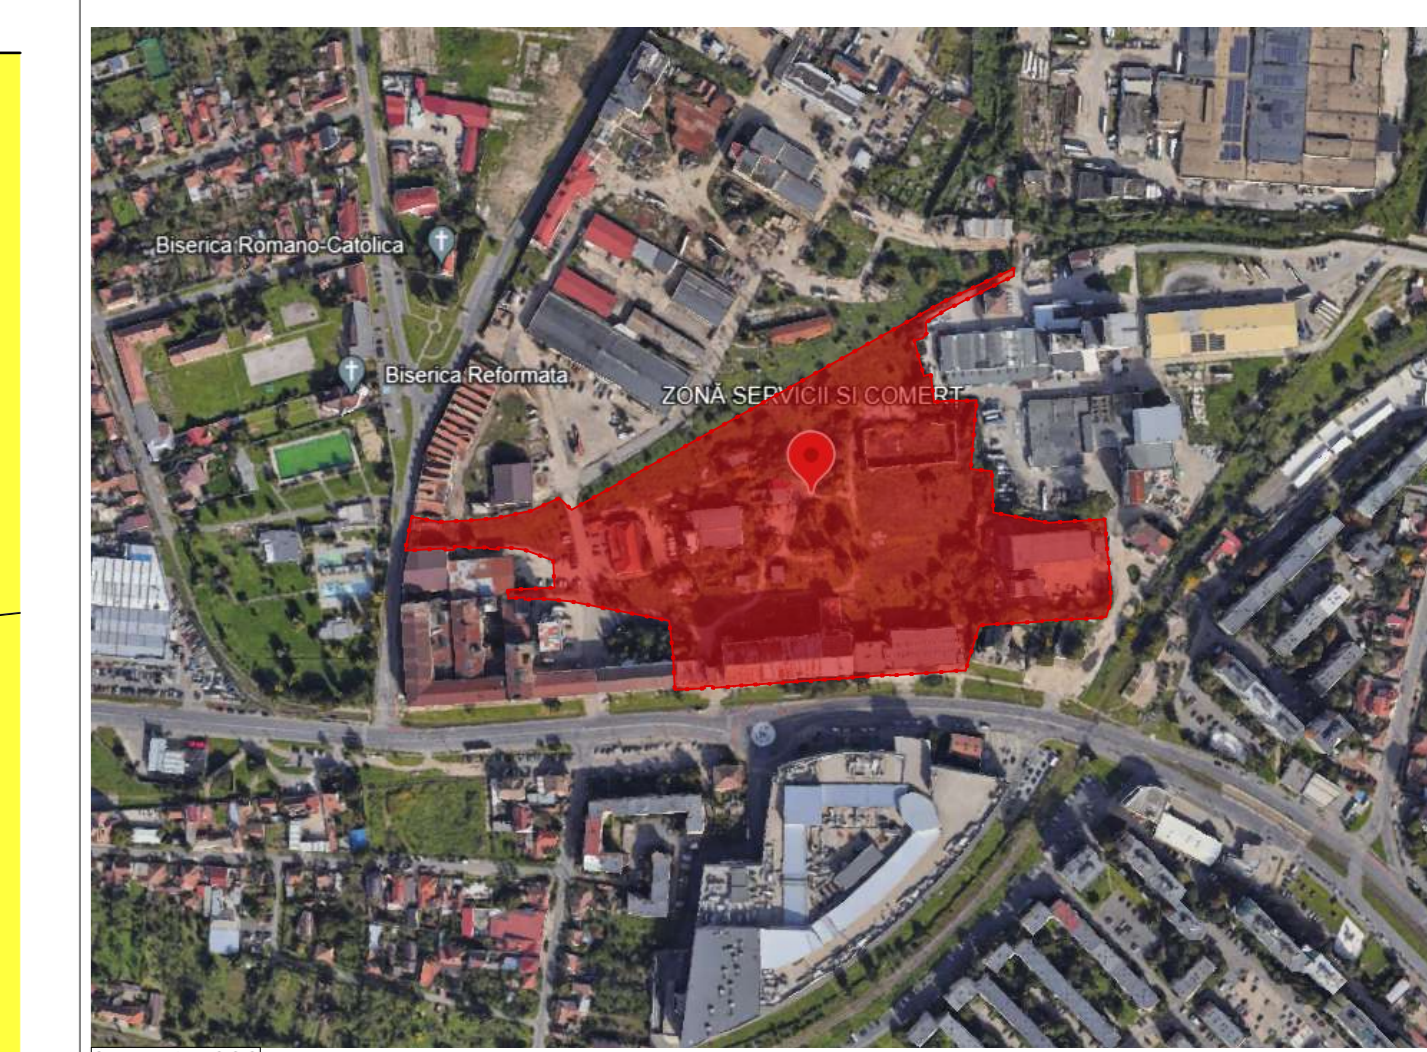 Biserica Romano-Catolica
Biserica Reformata
ZONĂ SERVICII SI COMERT